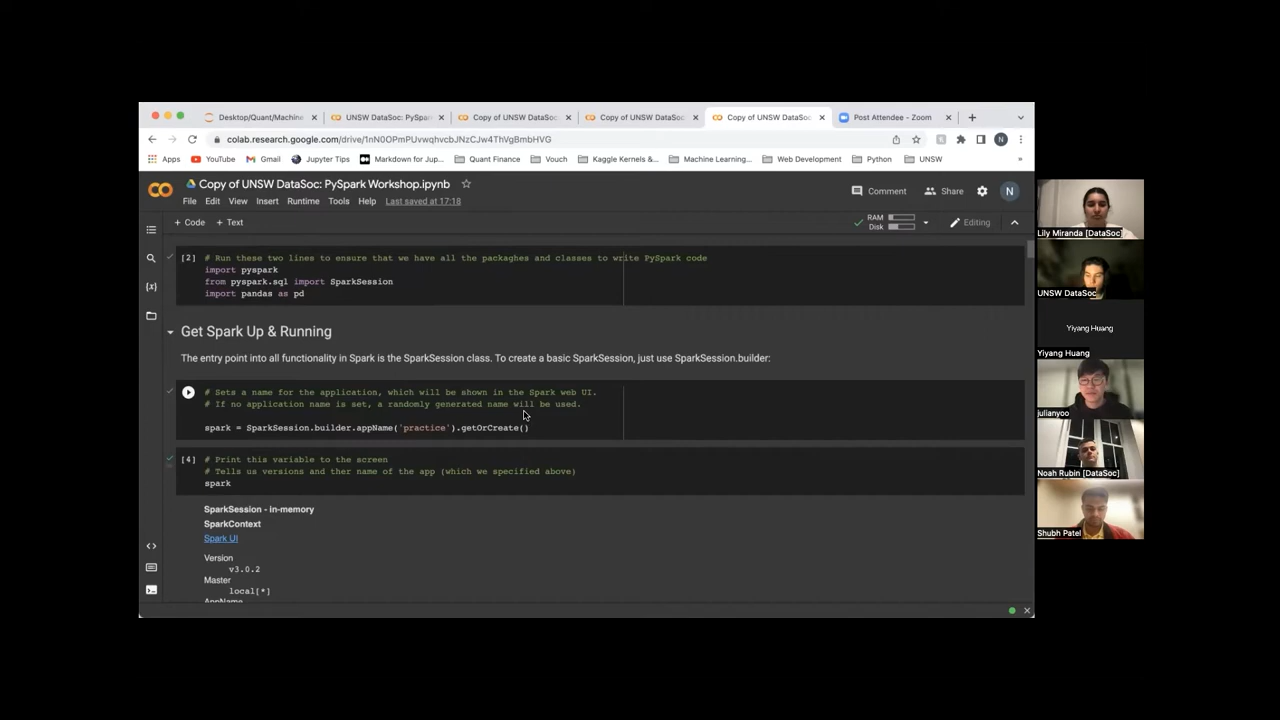 Desktop/Quant/Machine
UNSW DataSoc: PySpar
Copy of UNSW DataSoc:
Copy of UNSW DataSoc:
Copy of UNSW DataSoc:
Post Attendee - Zoom
colab.research.google.com/drive/1nN0OPmPUvwqhvcbJNzCJw4ThVgBmbHVG
N
Apps
YouTube
Gmail
Jupyter Tips
Markdown for Jup...
Quant Finance
Vouch
Kaggle Kernels &...
Machine Learning...
Web Development
Python
UNSW
»
Copy of UNSW DataSoc: PySpark Workshop.ipynb
Comment
Share
N
File Edit View Insert Runtime Tools Help Last saved at 17:18
+ Code + Text
RAM
Disk
Editing
[2] # Run these two lines to ensure that we have all the packaghes and classes to write PySpark code
import pyspark
from pyspark.sql import SparkSession
import pandas as pd
Get Spark Up & Running
The entry point into all functionality in Spark is the SparkSession class. To create a basic SparkSession, just use SparkSession.builder:
# Sets a name for the application, which will be shown in the Spark web UI.
# If no application name is set, a randomly generated name will be used.
spark = SparkSession.builder.appName('practice').getOrCreate()
[4] # Print this variable to the screen
# Tells us versions and ther name of the app (which we specified above)
spark
SparkSession - in-memory
SparkContext
Spark UI
Version
v3.0.2
Master
local[*]
AppName
Lily Miranda [DataSoc]
UNSW DataSoc
Yiyang Huang
Yiyang Huang
julianyoo
Noah Rubin [DataSoc]
Shubh Patel